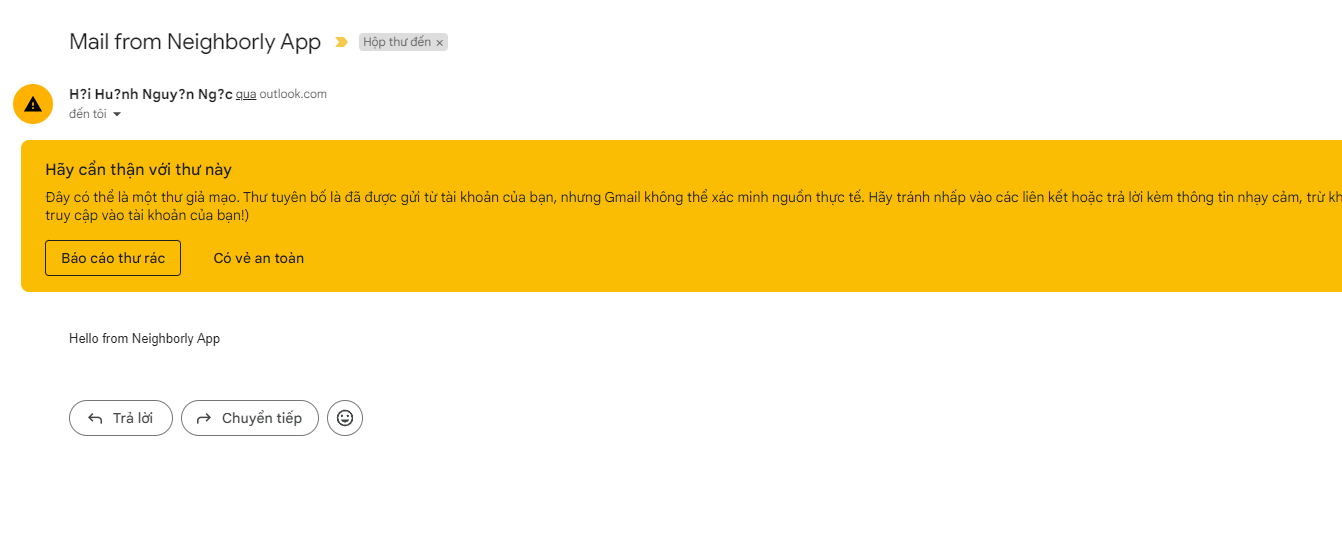 Mail from Neighborly App Hộp thư đến ×
H?i Hu?nh Nguy?n Ng?c qua outlook.com
đến tôi
Hãy cẩn thận với thư này
Đây có thể là một thư giả mạo. Thư tuyên bố là đã được gửi từ tài khoản của bạn, nhưng Gmail không thể xác minh nguồn thực tế. Hãy tránh nhấp vào các liên kết hoặc trả lời kèm thông tin nhạy cảm, trừ kh
truy cập vào tài khoản của bạn!)
Báo cáo thư rác Có vẻ an toàn
Hello from Neighborly App
Trả lời Chuyển tiếp